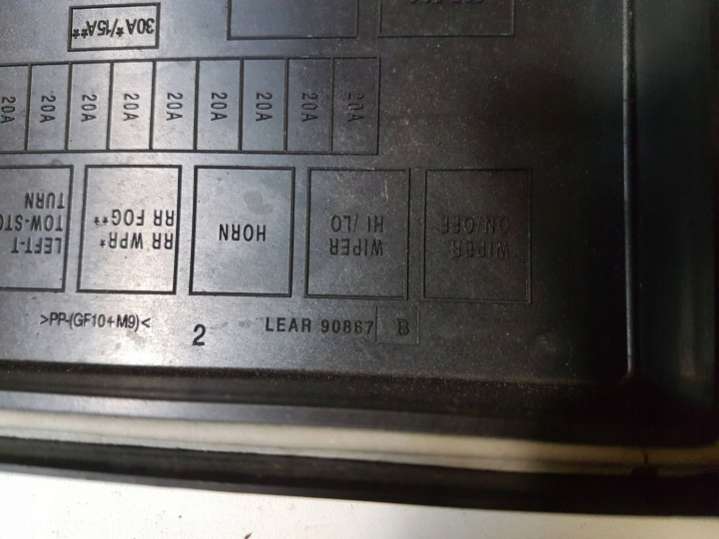 30A*/15A**
20A 20A 20A 20A 20A 20A 20A 20A 20A
LEFT-T
TOW-STO
TURN
RR WPR*
RR FOG**
HORN
WIPER
HI/LO
WIPER
ON/OFF
>PP-(GF10+M9)<
2
LEAR 90867 B